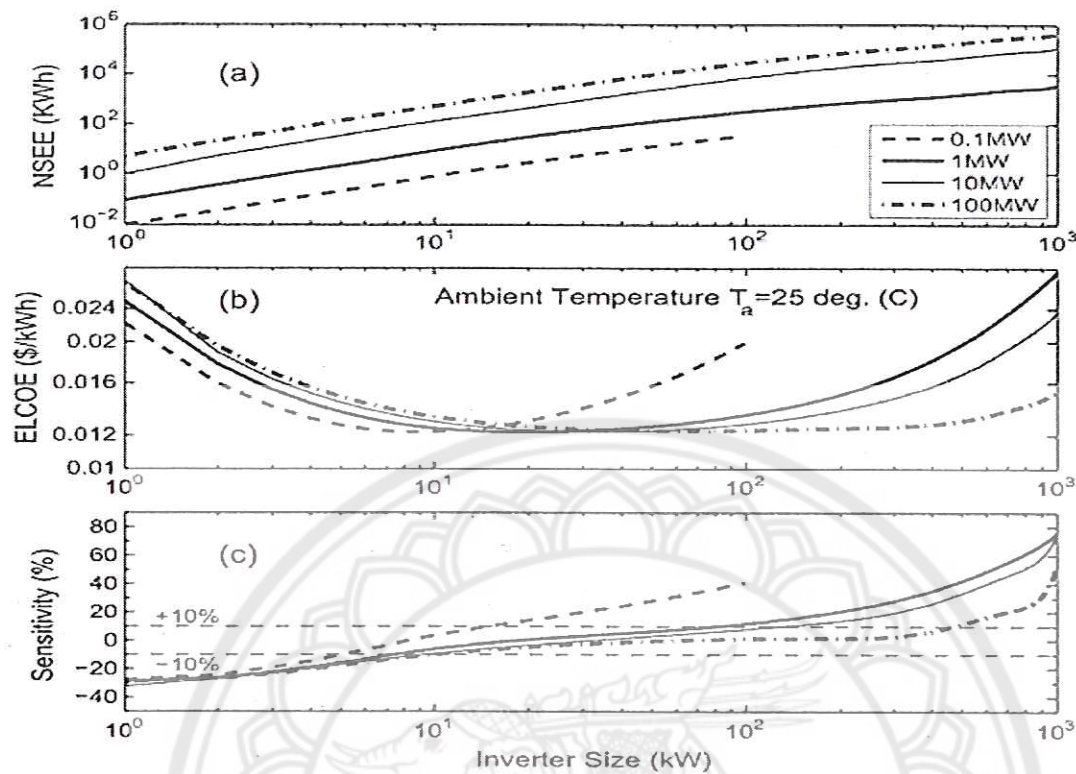 10^6
10^4
10^2
10^0
10^-2
NSEE (KWh)
(a)
0.1MW
1MW
10MW
100MW
10^0
10^1
10^2
10^3
0.024
0.02
0.016
0.012
0.01
ELCOE ($/kWh)
(b)
Ambient Temperature T_a=25 deg. (C)
10^0
10^1
10^2
10^3
80
60
40
20
0
−20
−40
Sensitivity (%)
(c)
+10%
−10%
10^0
10^1
10^2
10^3
Inverter Size (kW)